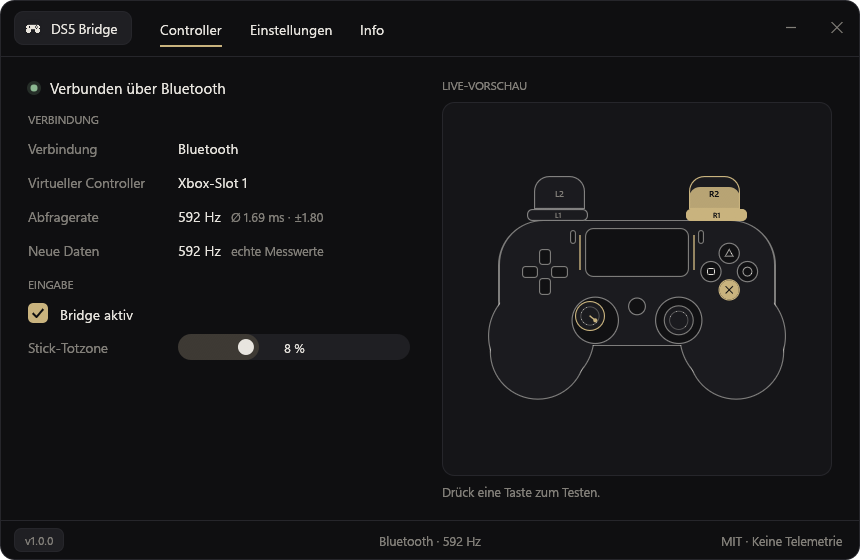 DS5 Bridge
Controller
Einstellungen
Info
Verbunden über Bluetooth
VERBINDUNG
Verbindung Bluetooth
Virtueller Controller Xbox-Slot 1
Abfragerate 592 Hz Ø 1.69 ms · ±1.80
Neue Daten 592 Hz echte Messwerte
EINGABE
Bridge aktiv
Stick-Totzone 8 %
LIVE-VORSCHAU
L2
R2
L1
R1
Drück eine Taste zum Testen.
v1.0.0
Bluetooth · 592 Hz
MIT · Keine Telemetrie